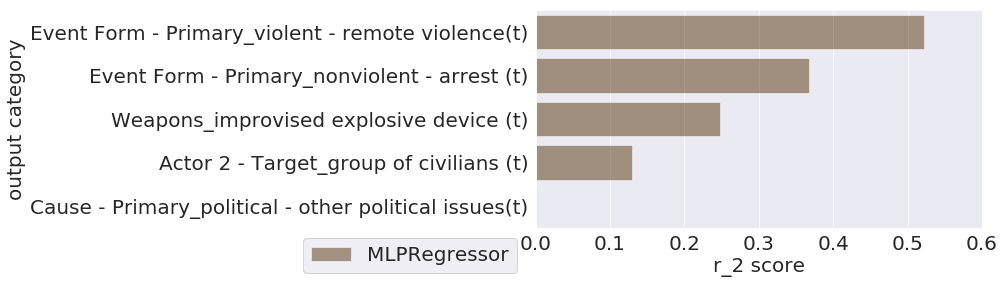 output category
Event Form - Primary_violent - remote violence(t)
Event Form - Primary_nonviolent - arrest (t)
Weapons_improvised explosive device (t)
Actor 2 - Target_group of civilians (t)
Cause - Primary_political - other political issues(t)
0.0 0.1 0.2 0.3 0.4 0.5 0.6
r_2 score
MLPRegressor